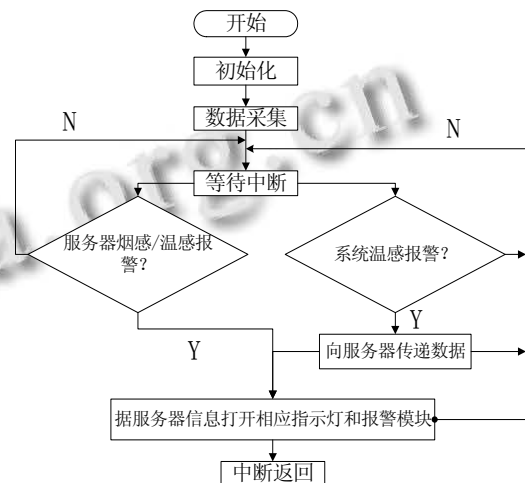 开始
初始化
N
数据采集
N
等待中断
服务器烟感/温感报
警？
系统温感报警？
Y
Y
向服务器传递数据
据服务器信息打开相应指示灯和报警模块
中断返回
a.org.cn